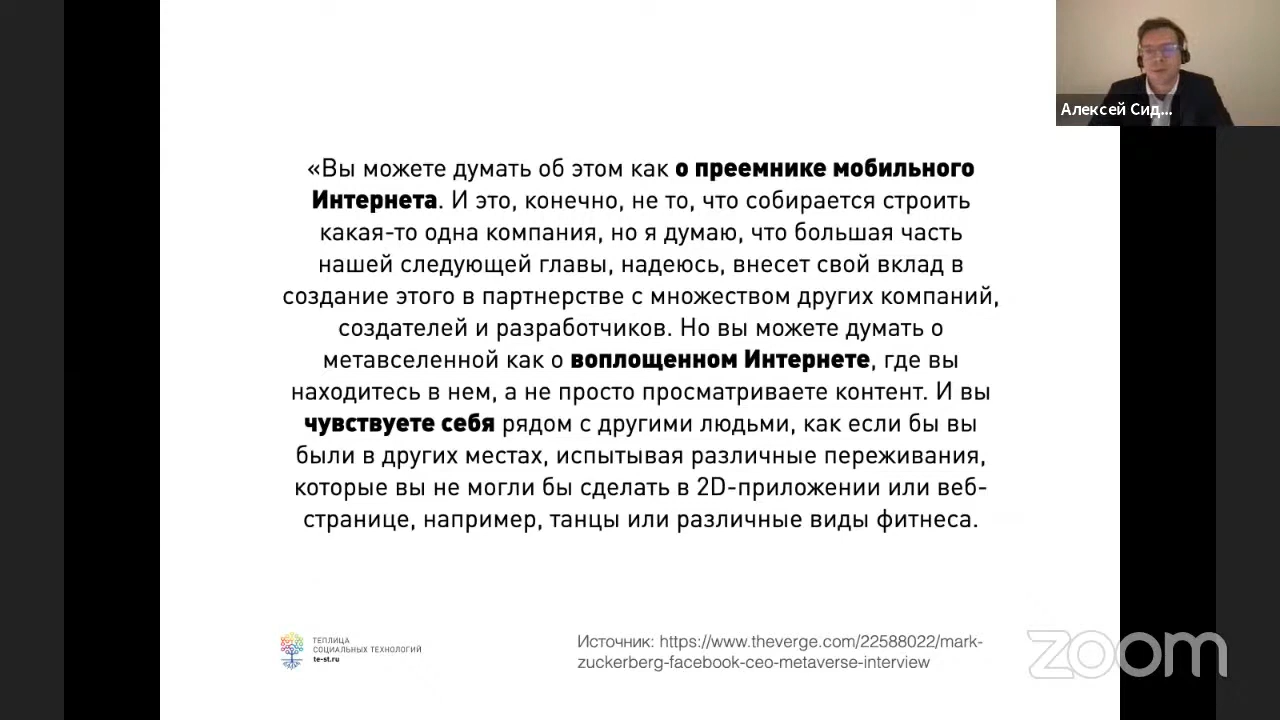 Алексей Сид...
«Вы можете думать об этом как о преемнике мобильного
Интернета. И это, конечно, не то, что собирается строить
какая-то одна компания, но я думаю, что большая часть
нашей следующей главы, надеюсь, внесет свой вклад в
создание этого в партнерстве с множеством других компаний,
создателей и разработчиков. Но вы можете думать о
метавселенной как о воплощенном Интернете, где вы
находитесь в нем, а не просто просматриваете контент. И вы
чувствуете себя рядом с другими людьми, как если бы вы
были в других местах, испытывая различные переживания,
которые вы не могли бы сделать в 2D-приложении или веб-
странице, например, танцы или различные виды фитнеса.
ТЕПЛИЦА
СОЦИАЛЬНЫХ ТЕХНОЛОГИЙ
te-st.ru
Источник: https://www.theverge.com/22588022/mark-
zuckerberg-facebook-ceo-metaverse-interview
zoom